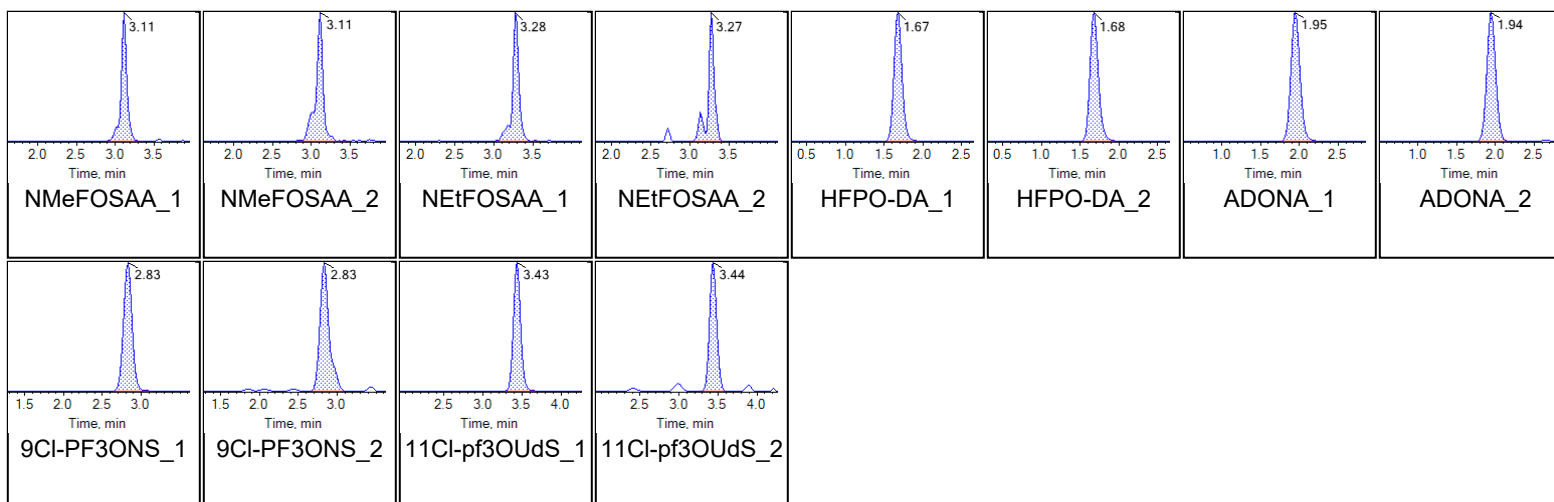 3.11 3.11 3.28 3.27 1.67 1.68 1.95 1.94
2.0 2.5 3.0 3.5 2.0 2.5 3.0 3.5 2.0 2.5 3.0 3.5 2.0 2.5 3.0 3.5 0.5 1.0 1.5 2.0 2.5 0.5 1.0 1.5 2.0 2.5 1.0 1.5 2.0 2.5 1.0 1.5 2.0 2.5
Time, min Time, min Time, min Time, min Time, min Time, min Time, min Time, min
NMeFOSAA_1 NMeFOSAA_2 NEtFOSAA_1 NEtFOSAA_2 HFPO-DA_1 HFPO-DA_2 ADONA_1 ADONA_2
2.83 2.83 3.43 3.44
1.5 2.0 2.5 3.0 1.5 2.0 2.5 3.0 2.5 3.0 3.5 4.0 2.5 3.0 3.5 4.0
Time, min Time, min Time, min Time, min
9Cl-PF3ONS_1 9Cl-PF3ONS_2 11Cl-pf3OUdS_1 11Cl-pf3OUdS_2